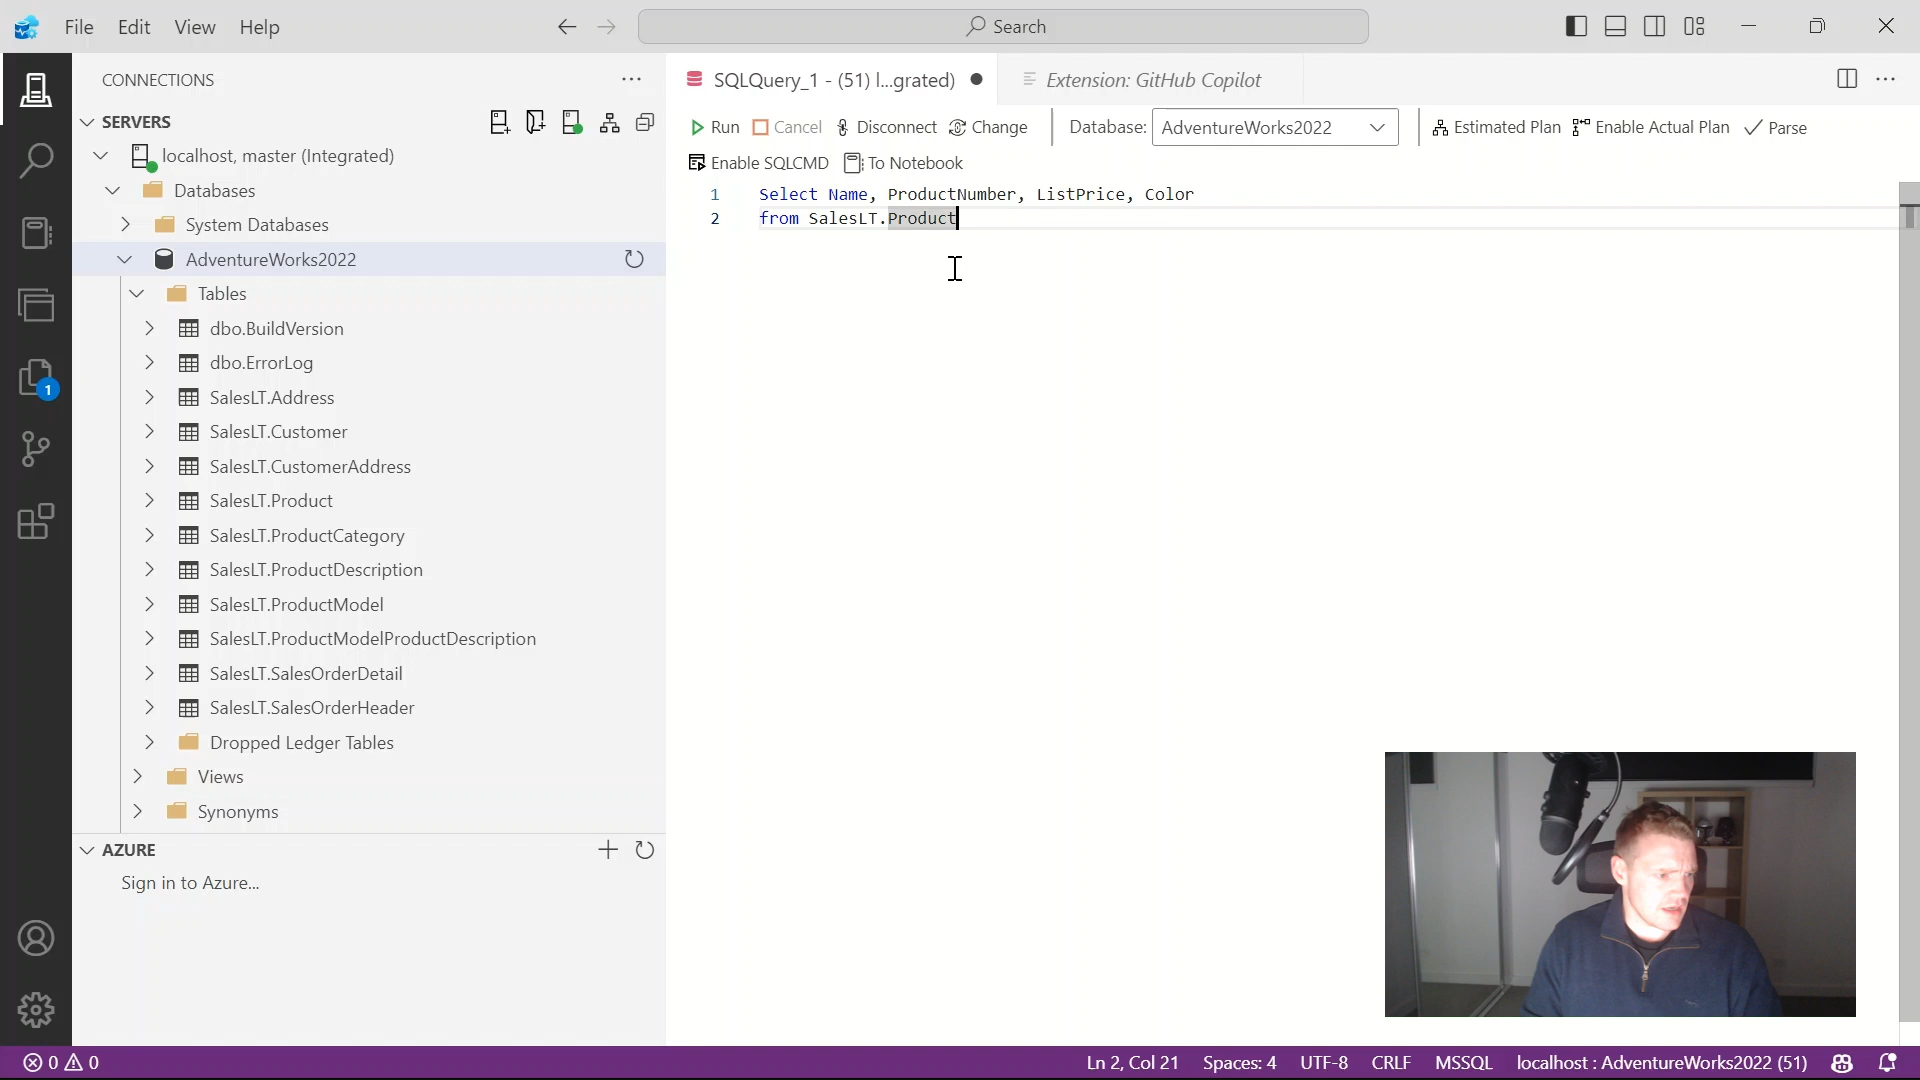 File Edit View Help
Search
CONNECTIONS
SQLQuery_1 - (51) l...grated)
Extension: GitHub Copilot
SERVERS
Run Cancel Disconnect Change Database: AdventureWorks2022 Estimated Plan Enable Actual Plan Parse
Enable SQLCMD To Notebook
localhost, master (Integrated)
Databases
System Databases
AdventureWorks2022
Tables
dbo.BuildVersion
dbo.ErrorLog
SalesLT.Address
SalesLT.Customer
SalesLT.CustomerAddress
SalesLT.Product
SalesLT.ProductCategory
SalesLT.ProductDescription
SalesLT.ProductModel
SalesLT.ProductModelProductDescription
SalesLT.SalesOrderDetail
SalesLT.SalesOrderHeader
Dropped Ledger Tables
Views
Synonyms
AZURE
Sign in to Azure...
1
1 Select Name, ProductNumber, ListPrice, Color
2 from SalesLT.Product
0 0
Ln 2, Col 21 Spaces: 4 UTF-8 CRLF MSSQL localhost : AdventureWorks2022 (51)